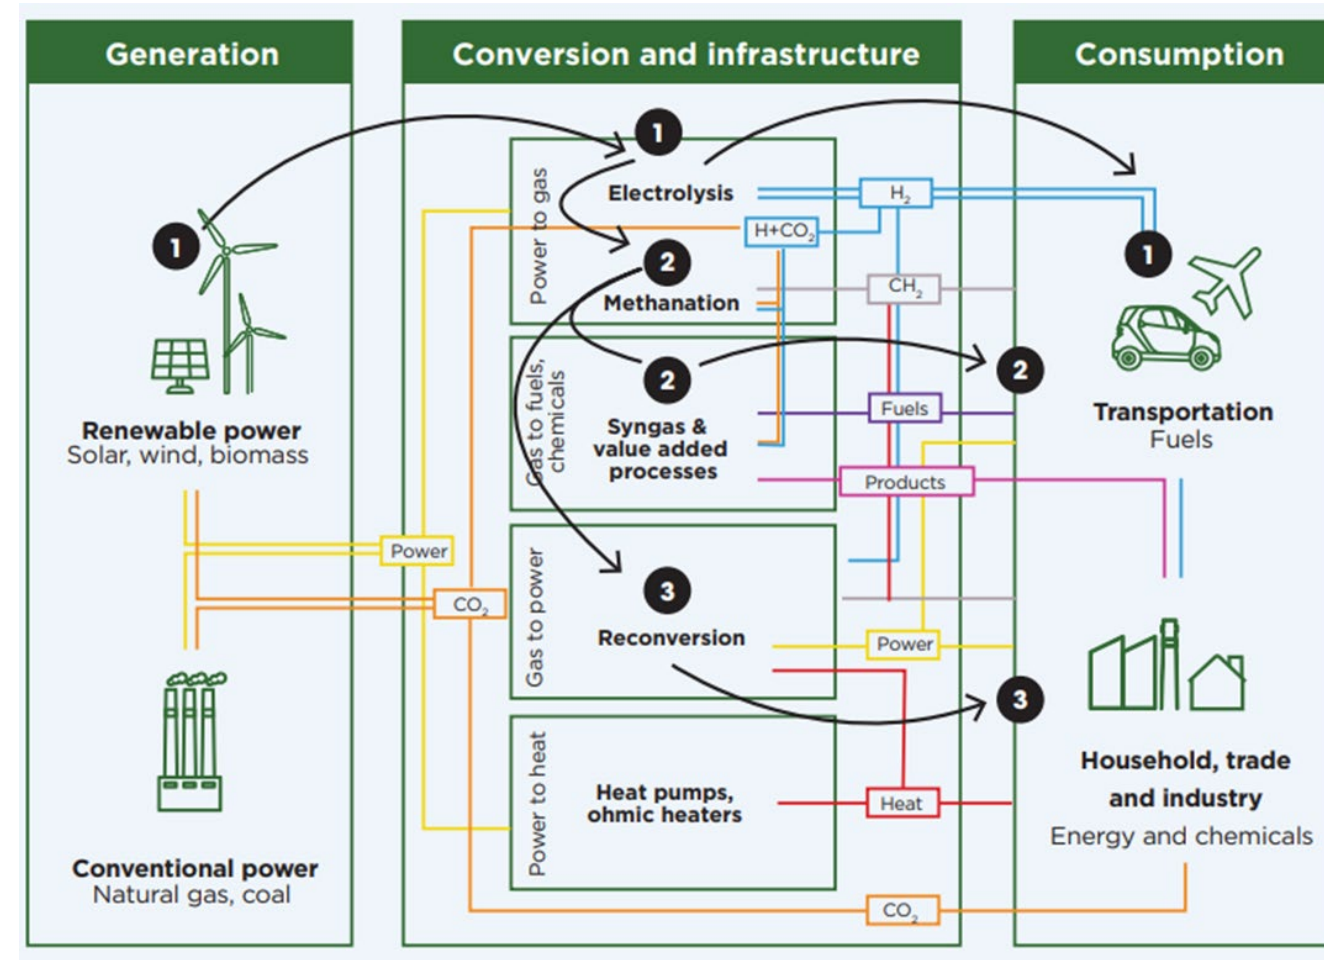 Generation
Conversion and infrastructure
Consumption
1
Renewable power
Solar, wind, biomass
Conventional power
Natural gas, coal
Power
CO₂
Power to gas
1
Electrolysis
2
Methanation
Gas to fuels,
chemicals
2
Syngas &
value added
processes
Gas to power
3
Reconversion
Power to heat
Heat pumps,
ohmic heaters
H₂
H+CO₂
CH₂
Fuels
Products
Power
Heat
CO₂
1
2
Transportation
Fuels
3
Household, trade
and industry
Energy and chemicals